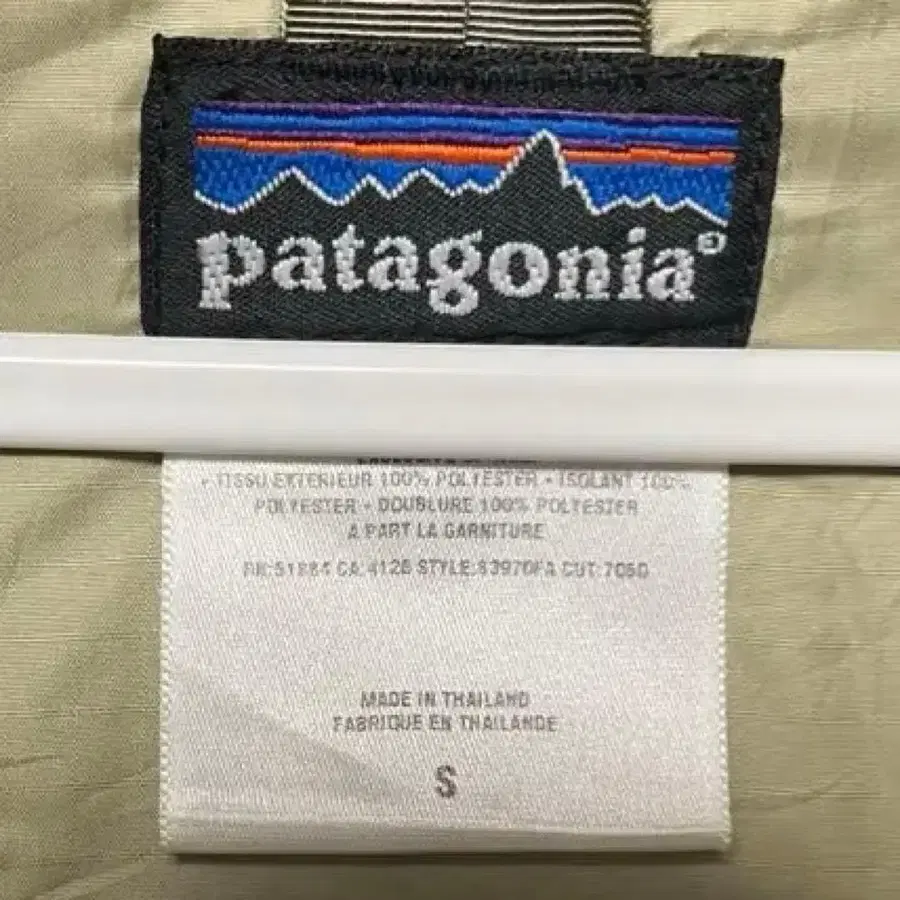 patagonia®
TISSU EXTERIEUR 100% POLYESTER • ISOLANT 100%
POLYESTER • DOUBLURE 100% POLYESTER
A PART LA GARNITURE
RN:51884 CA: 4126 STYLE:83970FA CUT:7050
MADE IN THAILAND
FABRIQUE EN THAILANDE
S